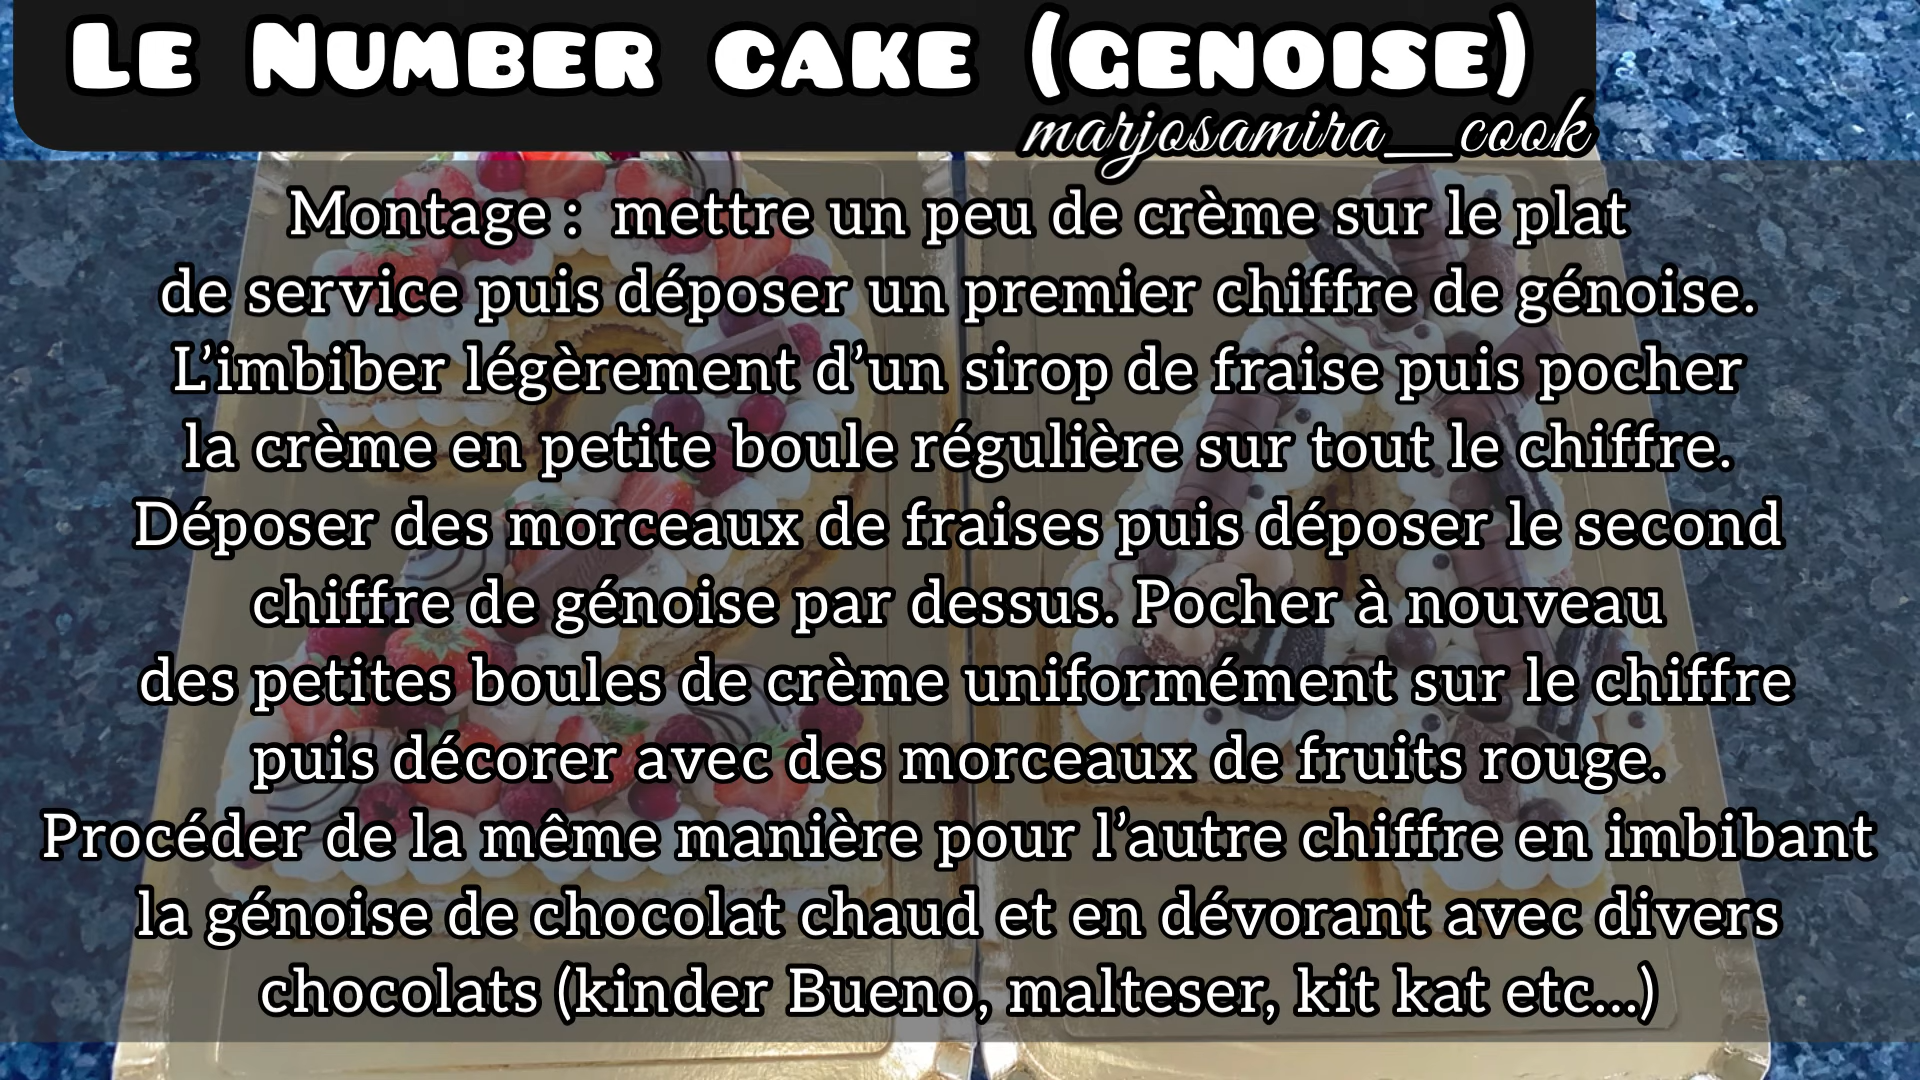 Le Number cake (genoise)
marjosamira__cook
Montage : mettre un peu de crème sur le plat
de service puis déposer un premier chiffre de génoise.
L’imbiber légèrement d’un sirop de fraise puis pocher
la crème en petite boule régulière sur tout le chiffre.
Déposer des morceaux de fraises puis déposer le second
chiffre de génoise par dessus. Pocher à nouveau
des petites boules de crème uniformément sur le chiffre
puis décorer avec des morceaux de fruits rouge.
Procéder de la même manière pour l’autre chiffre en imbibant
la génoise de chocolat chaud et en dévorant avec divers
chocolats (kinder Bueno, malteser, kit kat etc...)